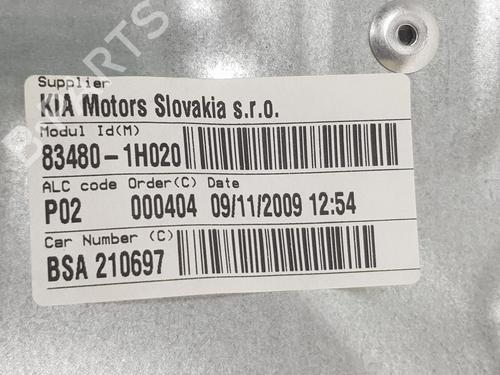 Supplier
KIA Motors Slovakia s.r.o.
Modul Id(M)
83480-1H020
ALC code Order(C) Date
P02 000404 09/11/2009 12:54
Car Number (C)
BSA 210697